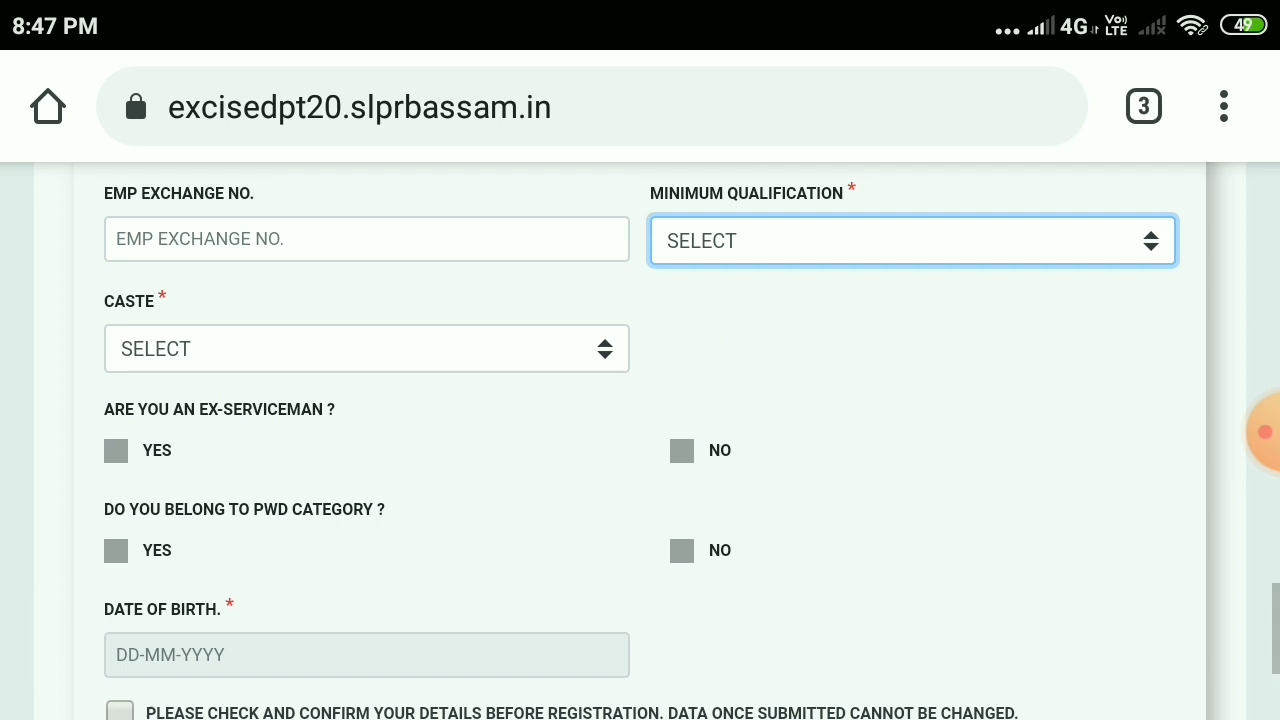 8:47 PM
4G
Vo)
LTE
49
excisedpt20.slprbassam.in
3
EMP EXCHANGE NO.
MINIMUM QUALIFICATION *
EMP EXCHANGE NO.
SELECT
CASTE *
SELECT
ARE YOU AN EX-SERVICEMAN ?
YES
NO
DO YOU BELONG TO PWD CATEGORY ?
YES
NO
DATE OF BIRTH. *
DD-MM-YYYY
PLEASE CHECK AND CONFIRM YOUR DETAILS BEFORE REGISTRATION. DATA ONCE SUBMITTED CANNOT BE CHANGED.